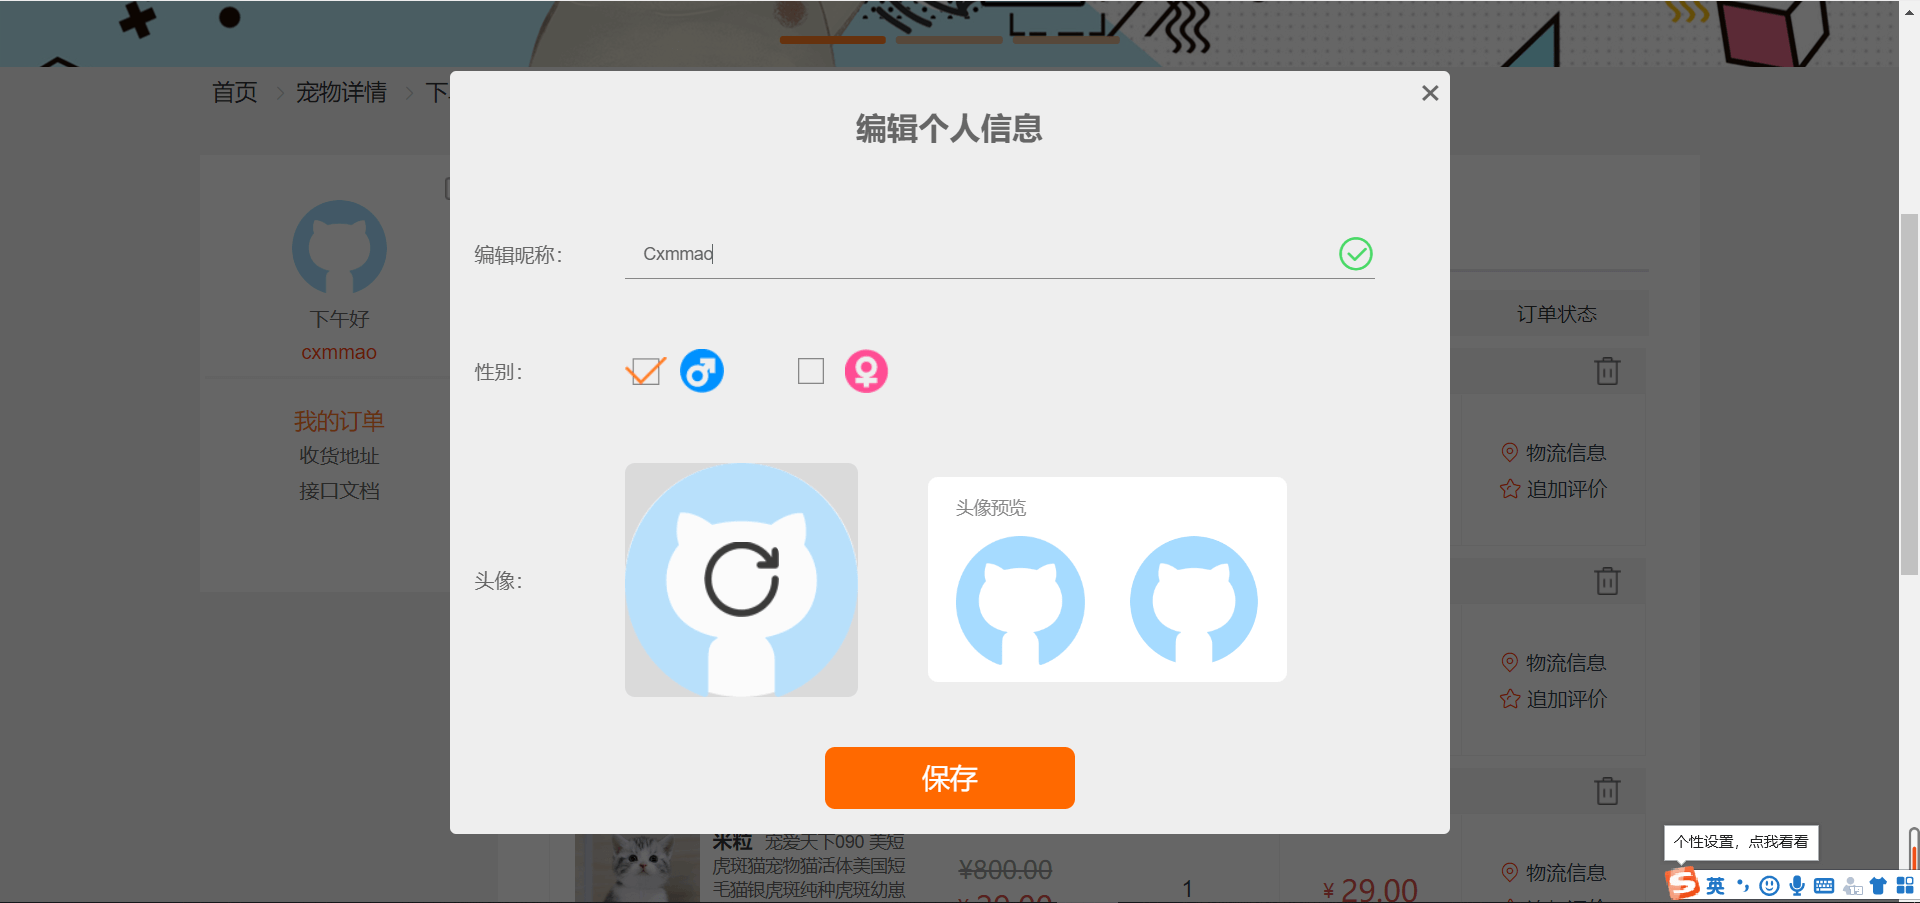 首页 > 宠物详情 > 下
编辑个人信息
下午好
cxmmao
我的订单
收货地址
接口文档
编辑昵称：
Cxmmao
性别：
头像：
头像预览
保存
订单状态
物流信息
追加评价
物流信息
追加评价
物流信息
米粒 宠爱天下090 美短
虎斑猫宠物猫活体美国短
毛猫银虎斑纯种虎斑幼崽
¥800.00
1
¥ 29.00
个性设置，点我看看
S 英